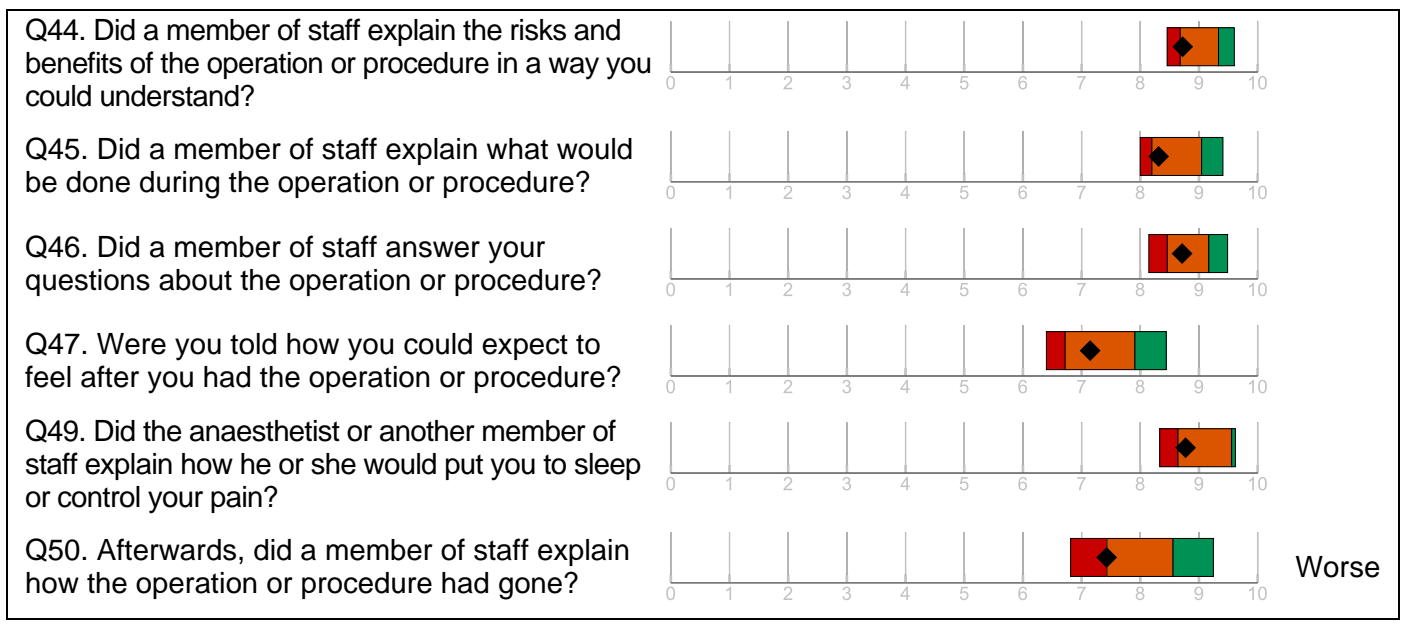 Q44. Did a member of staff explain the risks and
benefits of the operation or procedure in a way you
could understand?
0 1 2 3 4 5 6 7 8 9 10
Q45. Did a member of staff explain what would
be done during the operation or procedure?
0 1 2 3 4 5 6 7 8 9 10
Q46. Did a member of staff answer your
questions about the operation or procedure?
0 1 2 3 4 5 6 7 8 9 10
Q47. Were you told how you could expect to
feel after you had the operation or procedure?
0 1 2 3 4 5 6 7 8 9 10
Q49. Did the anaesthetist or another member of
staff explain how he or she would put you to sleep
or control your pain?
0 1 2 3 4 5 6 7 8 9 10
Q50. Afterwards, did a member of staff explain
how the operation or procedure had gone?
0 1 2 3 4 5 6 7 8 9 10
Worse